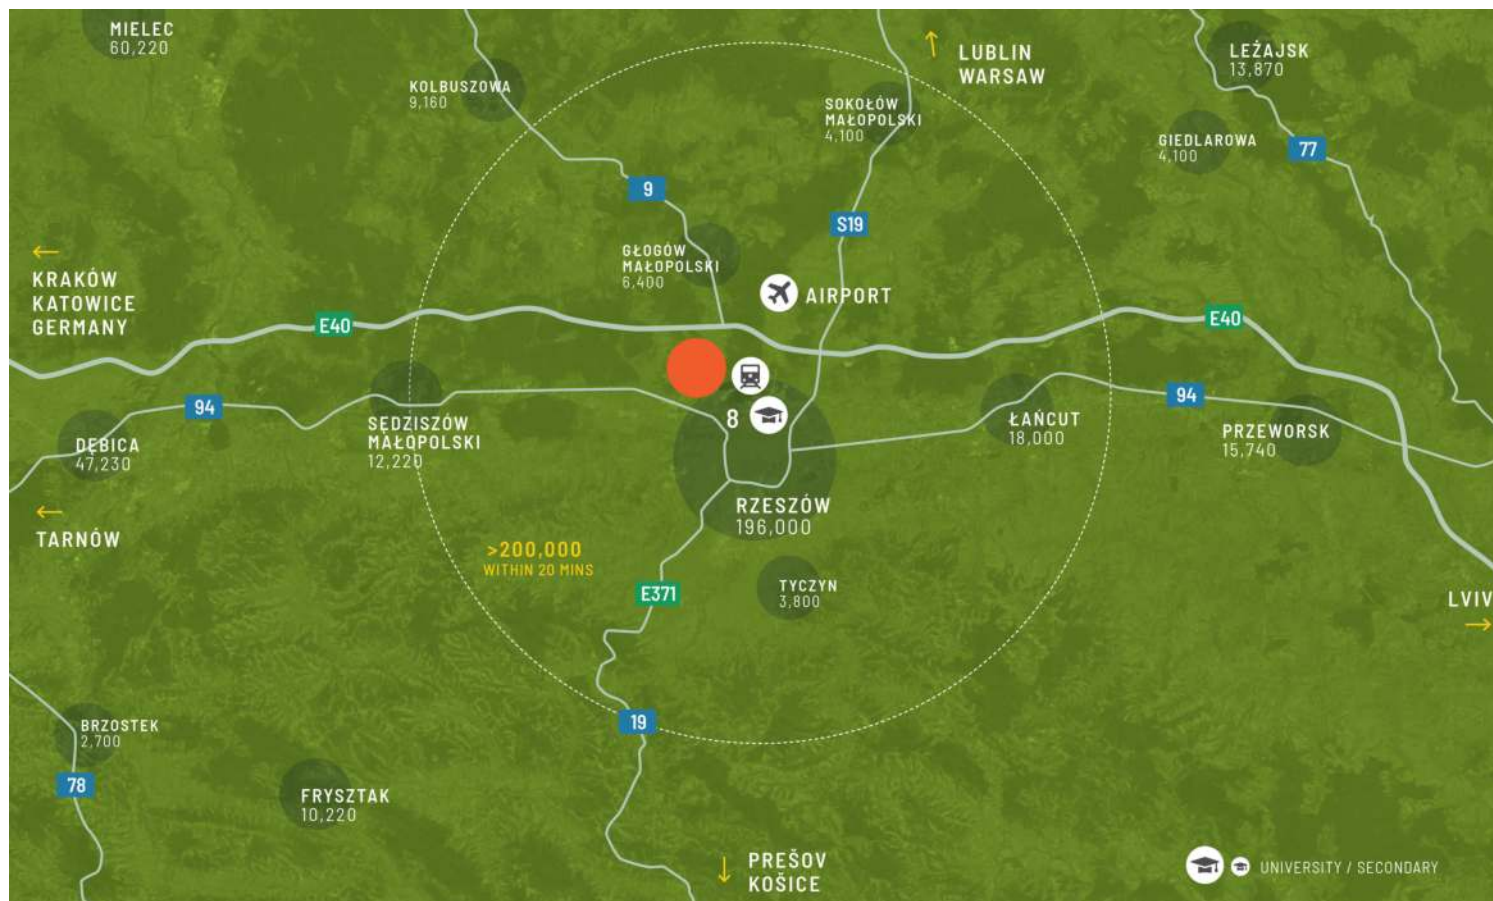 MIELEC
60,220
KOLBUSZOWA
9,160
LUBLIN
WARSAW
LEŻAJSK
13,870
SOKOŁÓW
MAŁOPOLSKI
4,100
GIEDLAROWA
4,100
77
9
S19
GŁOGÓW
MAŁOPOLSKI
6,400
KRAKÓW
KATOWICE
GERMANY
AIRPORT
E40
E40
94
94
8
SĘDZISZÓW
MAŁOPOLSKI
12,220
DĘBICA
47,230
ŁAŃCUT
18,000
PRZEWORSK
15,740
RZESZÓW
196,000
TARNÓW
>200,000
WITHIN 20 MINS
E371
TYCZYN
3,800
LVIV
19
BRZOSTEK
2,700
78
FRYSZTAK
10,220
PREŠOV
KOŠICE
UNIVERSITY / SECONDARY